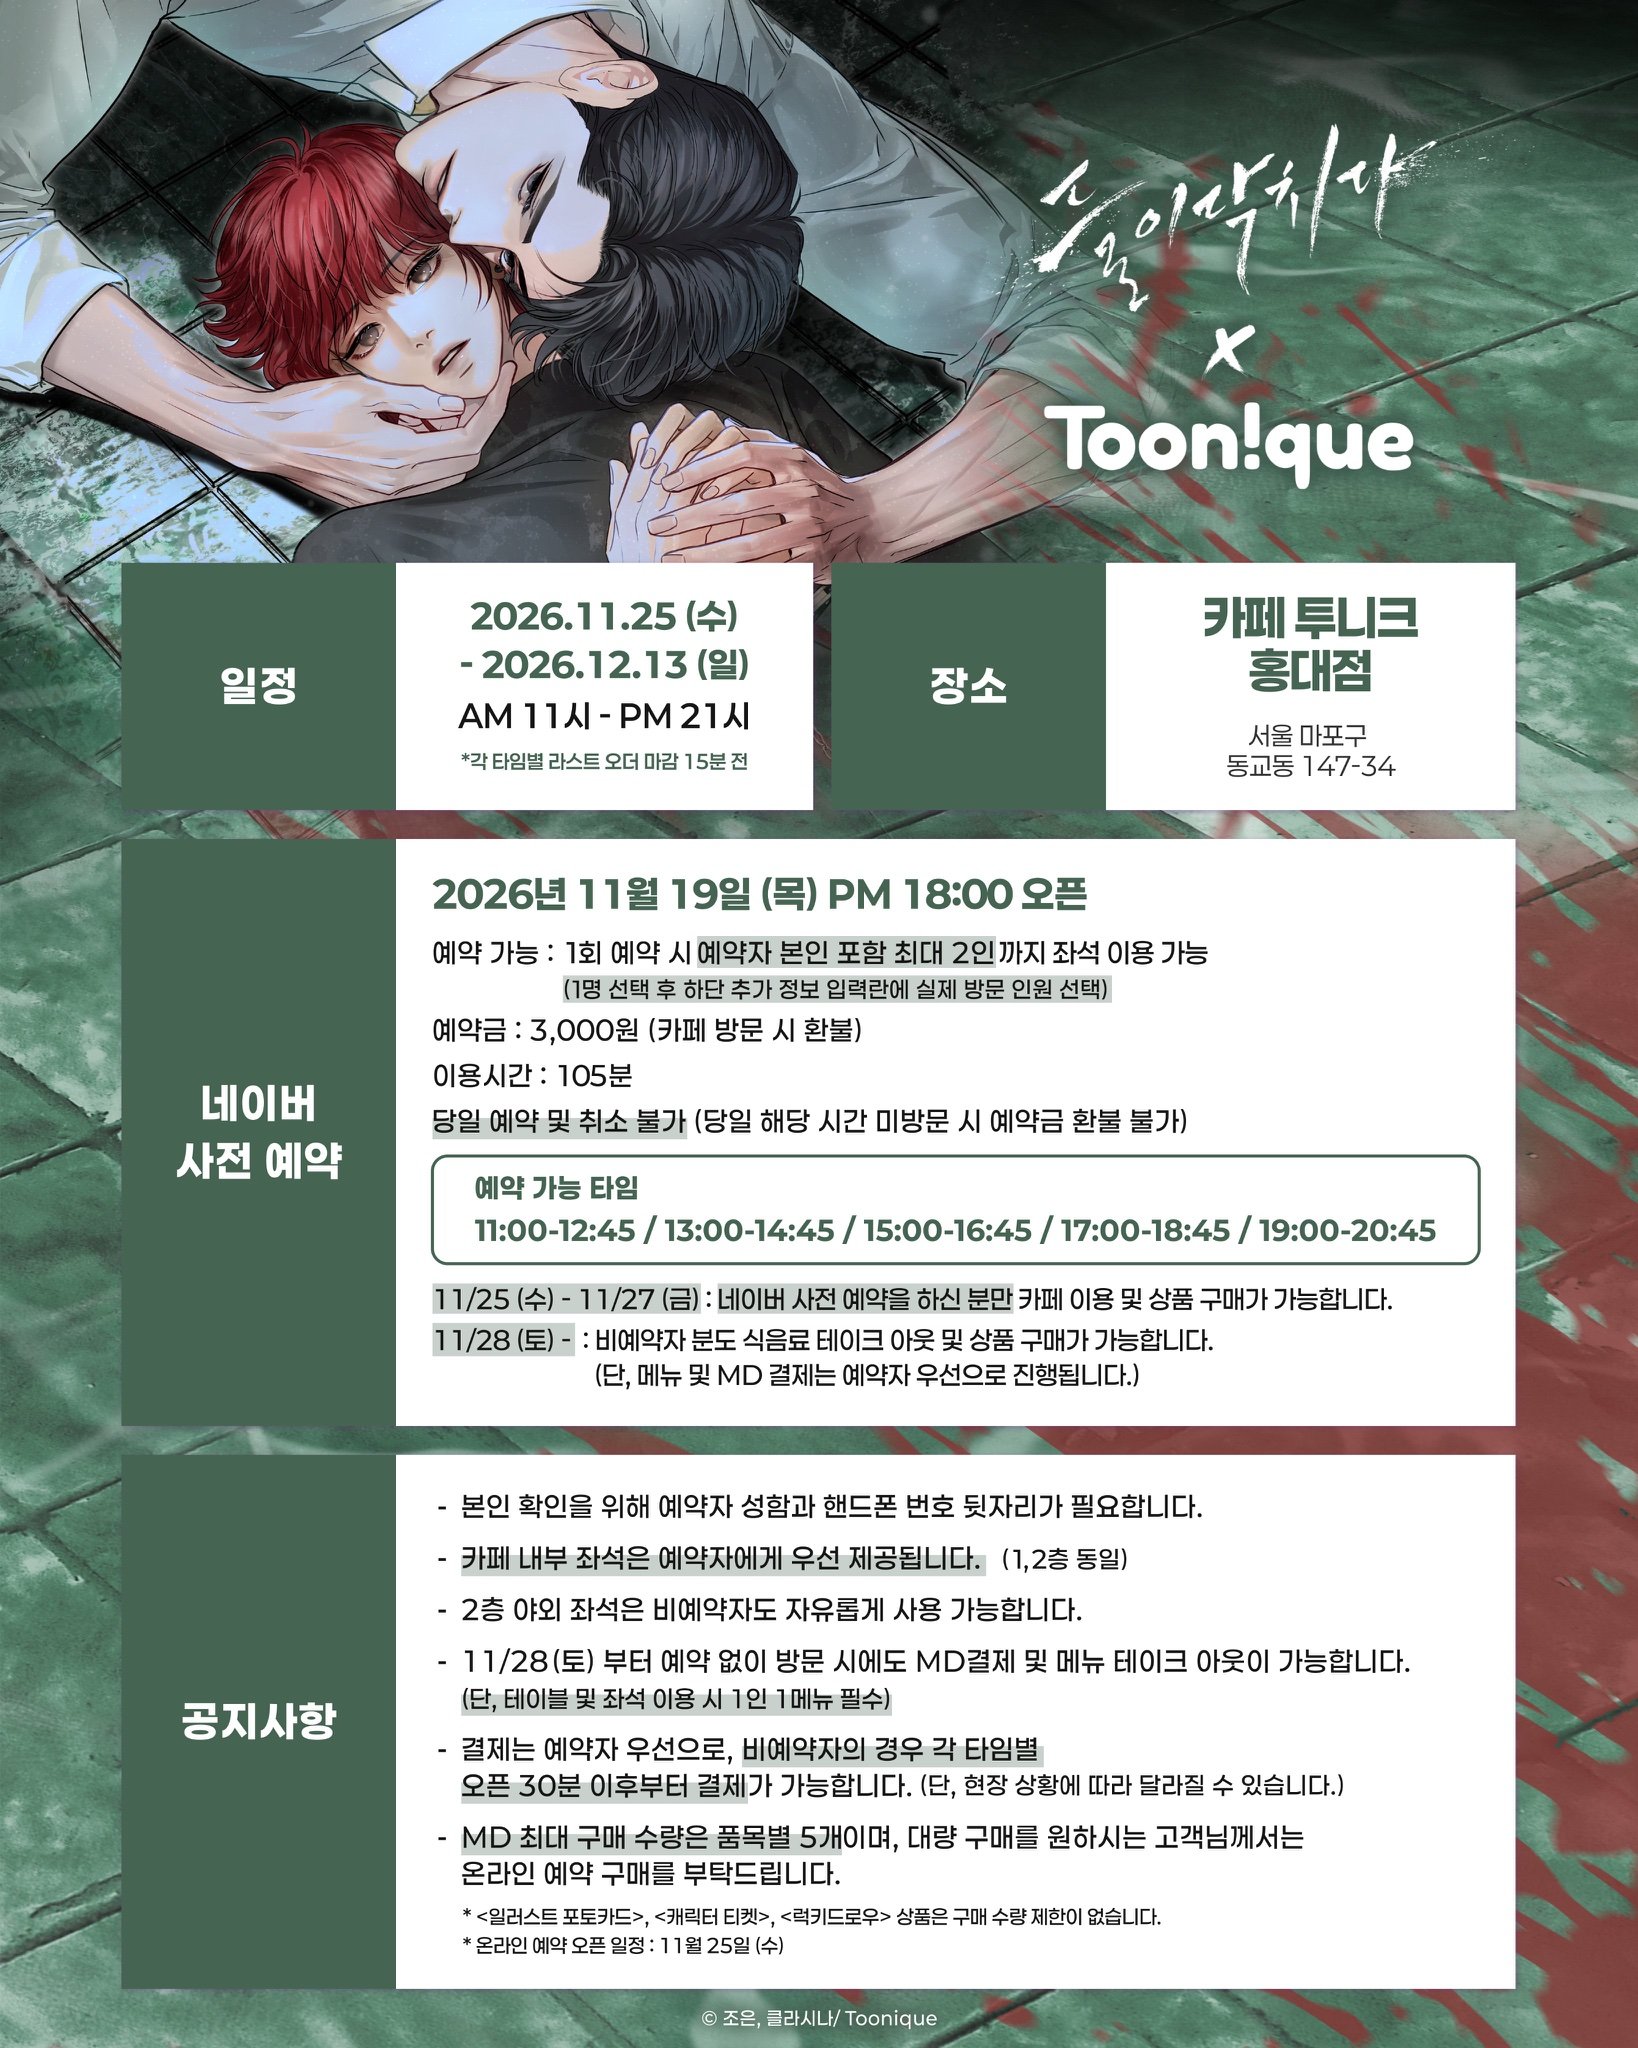 들이닥치다
x
Toon!que
일정
2026.11.25 (수)
- 2026.12.13 (일)
AM 11시 - PM 21시
*각 타임별 라스트 오더 마감 15분 전
장소
카페 투니크
홍대점
서울 마포구
동교동 147-34
네이버
사전 예약
2026년 11월 19일 (목) PM 18:00 오픈
예약 가능 : 1회 예약 시 예약자 본인 포함 최대 2인까지 좌석 이용 가능
(1명 선택 후 하단 추가 정보 입력란에 실제 방문 인원 선택)
예약금 : 3,000원 (카페 방문 시 환불)
이용시간 : 105분
당일 예약 및 취소 불가 (당일 해당 시간 미방문 시 예약금 환불 불가)
예약 가능 타임
11:00-12:45 / 13:00-14:45 / 15:00-16:45 / 17:00-18:45 / 19:00-20:45
11/25 (수) - 11/27 (금) : 네이버 사전 예약을 하신 분만 카페 이용 및 상품 구매가 가능합니다.
11/28 (토) - : 비예약자 분도 식음료 테이크 아웃 및 상품 구매가 가능합니다.
(단, 메뉴 및 MD 결제는 예약자 우선으로 진행됩니다.)
공지사항
- 본인 확인을 위해 예약자 성함과 핸드폰 번호 뒷자리가 필요합니다.
- 카페 내부 좌석은 예약자에게 우선 제공됩니다. (1,2층 동일)
- 2층 야외 좌석은 비예약자도 자유롭게 사용 가능합니다.
- 11/28(토) 부터 예약 없이 방문 시에도 MD결제 및 메뉴 테이크 아웃이 가능합니다.
(단, 테이블 및 좌석 이용 시 1인 1메뉴 필수)
- 결제는 예약자 우선으로, 비예약자의 경우 각 타임별
오픈 30분 이후부터 결제가 가능합니다. (단, 현장 상황에 따라 달라질 수 있습니다.)
- MD 최대 구매 수량은 품목별 5개이며, 대량 구매를 원하시는 고객님께서는
온라인 예약 구매를 부탁드립니다.
* <일러스트 포토카드>, <캐릭터 티켓>, <럭키드로우> 상품은 구매 수량 제한이 없습니다.
* 온라인 예약 오픈 일정 : 11월 25일 (수)
© 조은, 클라시나/ Toonique